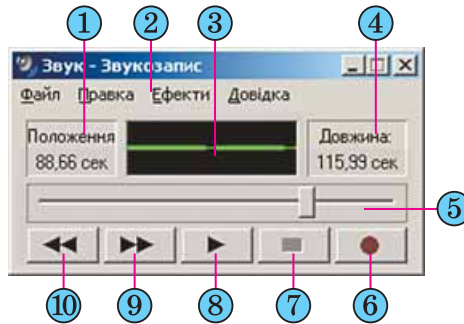 1 2 3 4
Звук - Звукозапис
Файл Правка Ефекти Довідка
Положення
88,66 сек
Довжина:
115,99 сек
5
10 9 8 7 6